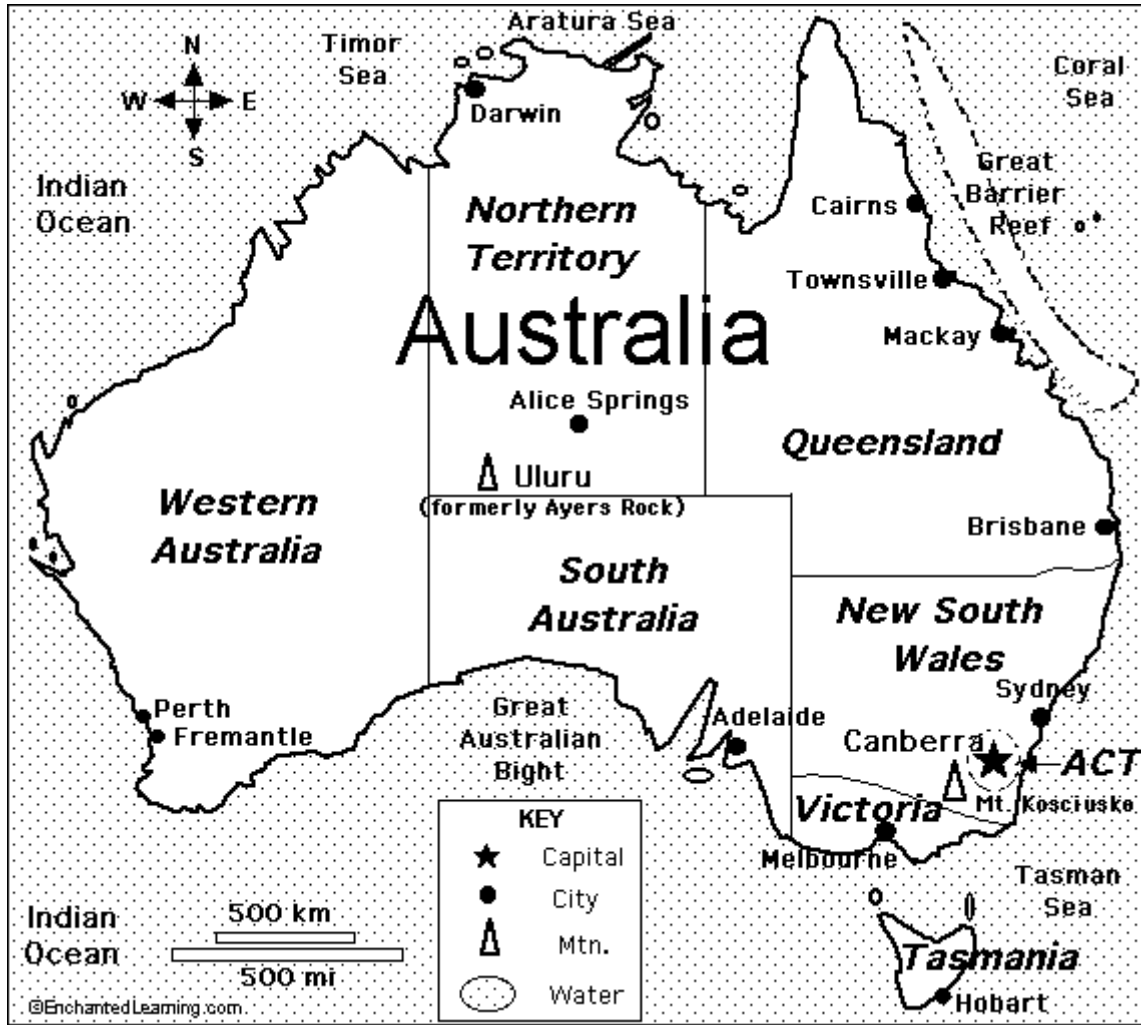 Aratura Sea
Timor
Sea
N
W
E
S
Coral
Sea
Darwin
Indian
Ocean
Great
Barrier
Reef
Northern
Territory
Cairns
Townsville
Australia
Mackay
Alice Springs
Queensland
Uluru
(formerly Ayers Rock)
Western
Australia
Brisbane
South
Australia
New South
Wales
Sydney
Perth
Fremantle
Great
Australian
Bight
Adelaide
Canberra
ACT
Mt. Kosciusko
Victoria
Melbourne
KEY
Capital
City
Mtn.
Water
Tasman
Sea
Indian
Ocean
500 km
500 mi
Tasmania
Hobart
©EnchantedLearning.com